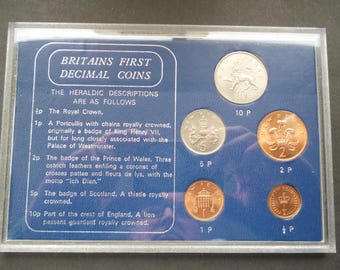 BRITAINS FIRST
DECIMAL COINS
THE HERALDIC DESCRIPTIONS
ARE AS FOLLOWS
½p The Royal Crown.
1p A portcullis with chains royally crowned,
originally a badge of King Henry VII,
but for long closely associated with the
Palace of Westminster.
2p The badge of the Prince of Wales. Three
ostrich feathers enfiling a coronet of
crosses pattee and fleurs de lys, with
the motto "Ich Dien."
5p The badge of Scotland. A thistle royally
crowned.
10p Part of the crest of England. A lion
passant guardant royally crowned.
10 P
5 P
2 P
1 P
½ P